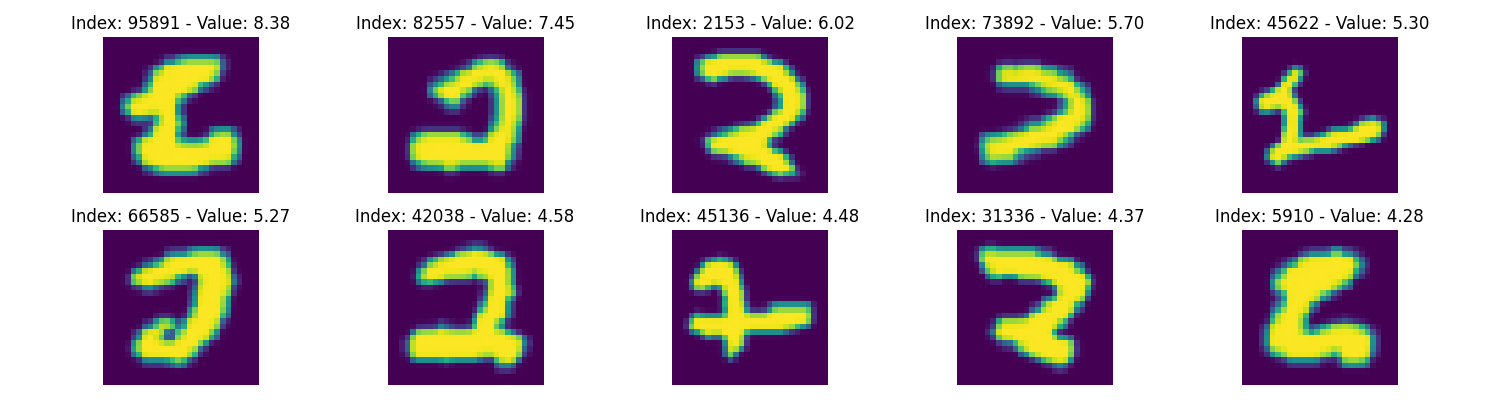 Index: 95891 - Value: 8.38
Index: 82557 - Value: 7.45
Index: 2153 - Value: 6.02
Index: 73892 - Value: 5.70
Index: 45622 - Value: 5.30
Index: 66585 - Value: 5.27
Index: 42038 - Value: 4.58
Index: 45136 - Value: 4.48
Index: 31336 - Value: 4.37
Index: 5910 - Value: 4.28